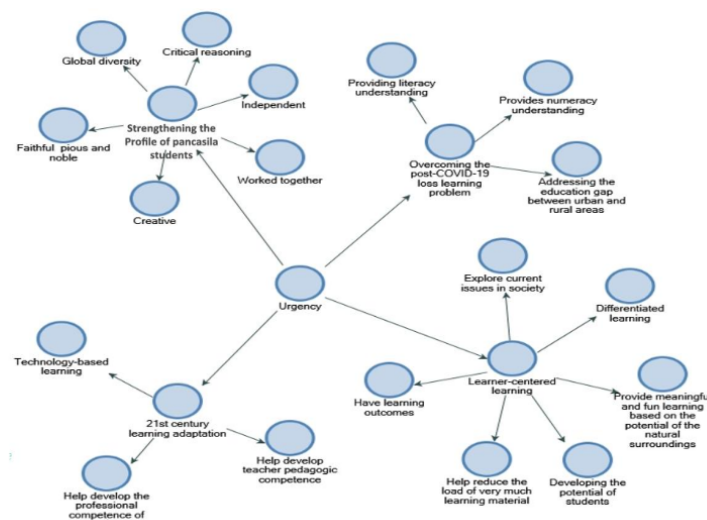 Global diversity
Critical reasoning
Independent
Strengthening the
Profile of pancasila
students
Faithful pious and
noble
Worked together
Creative
Providing literacy
understanding
Provides numeracy
understanding
Overcoming the
post-COVID-19
loss learning
problem
Addressing the
education gap
between urban and
rural areas
Urgency
Explore current
issues in society
Differentiated
learning
Learner-centered
learning
Have learning
outcomes
Provide meaningful
and fun learning
based on the
potential of the
natural
surroundings
Help reduce the
load of very much
learning material
Developing the
potential of
students
Technology-based
learning
21st century
learning adaptation
Help develop
teacher pedagogic
competence
Help develop the
professional
competence of